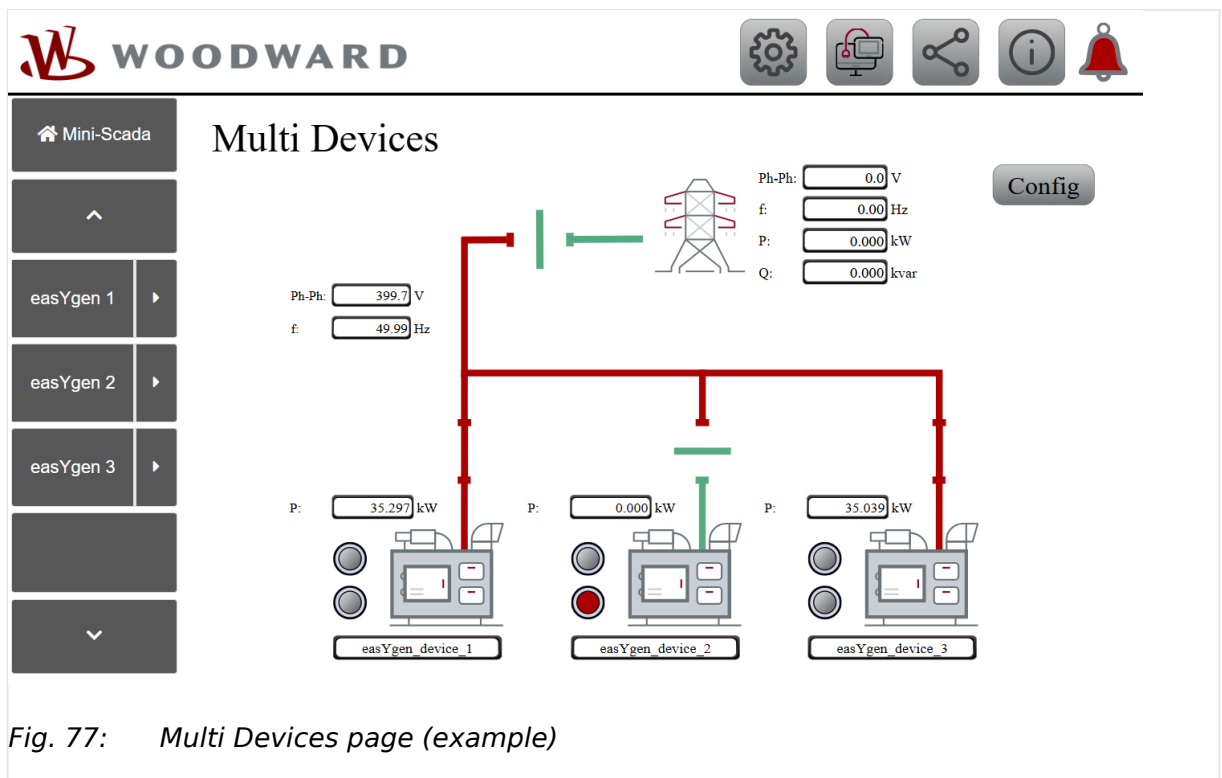 WOODWARD
Mini-Scada
Multi Devices
Config
Ph-Ph: 0.0 V
f: 0.00 Hz
P: 0.000 kW
Q: 0.000 kvar
easYgen 1
Ph-Ph: 399.7 V
f: 49.99 Hz
easYgen 2
easYgen 3
P: 35.297 kW
P: 0.000 kW
P: 35.039 kW
easYgen_device_1
easYgen_device_2
easYgen_device_3
Fig. 77: Multi Devices page (example)